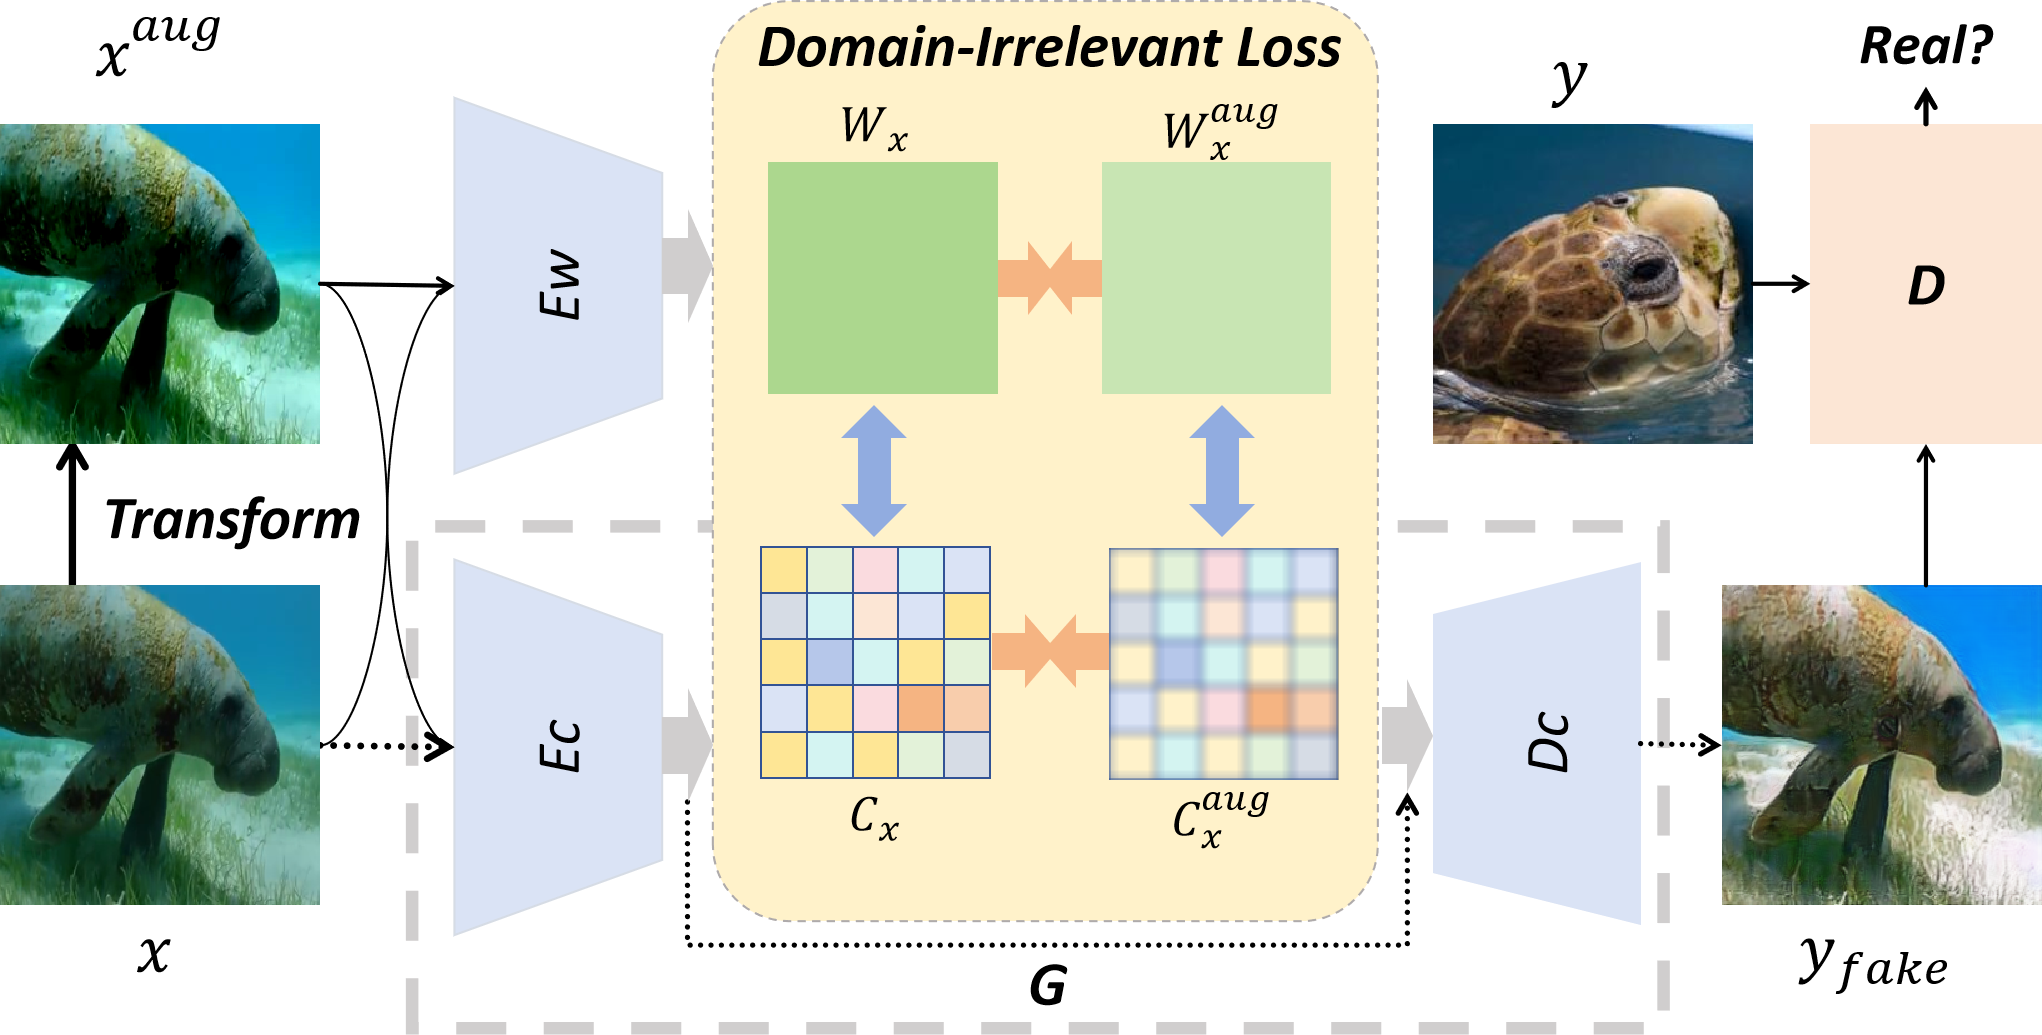 x^{aug}
Domain-Irrelevant Loss
W_x
W_x^{aug}
y
Real?
Ew
D
Transform
Ec
Dc
C_x
C_x^{aug}
x
G
y_{fake}